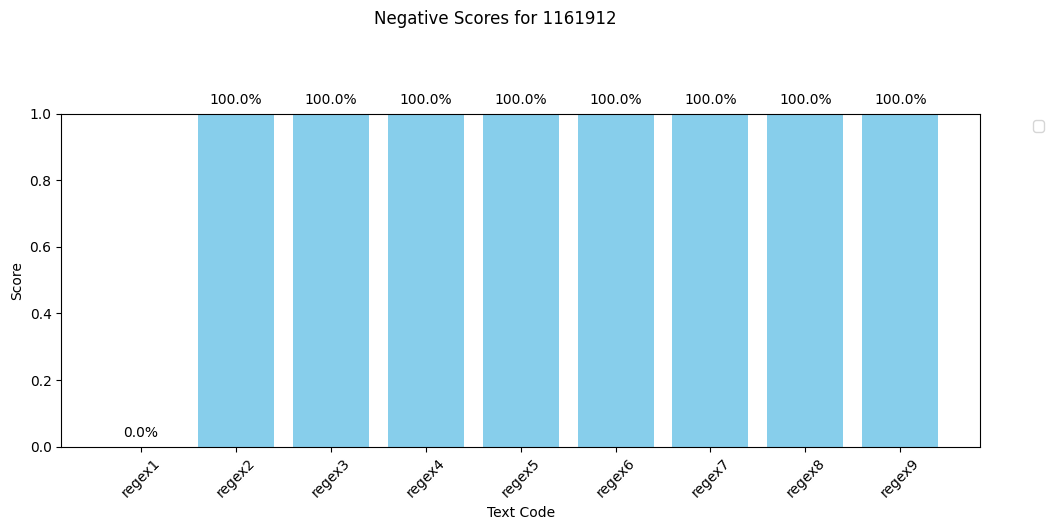 Negative Scores for 1161912
100.0% 100.0% 100.0% 100.0% 100.0% 100.0% 100.0% 100.0%
1.0
0.8
0.6
0.4
0.2
0.0
Score
0.0%
regex1 regex2 regex3 regex4 regex5 regex6 regex7 regex8 regex9
Text Code